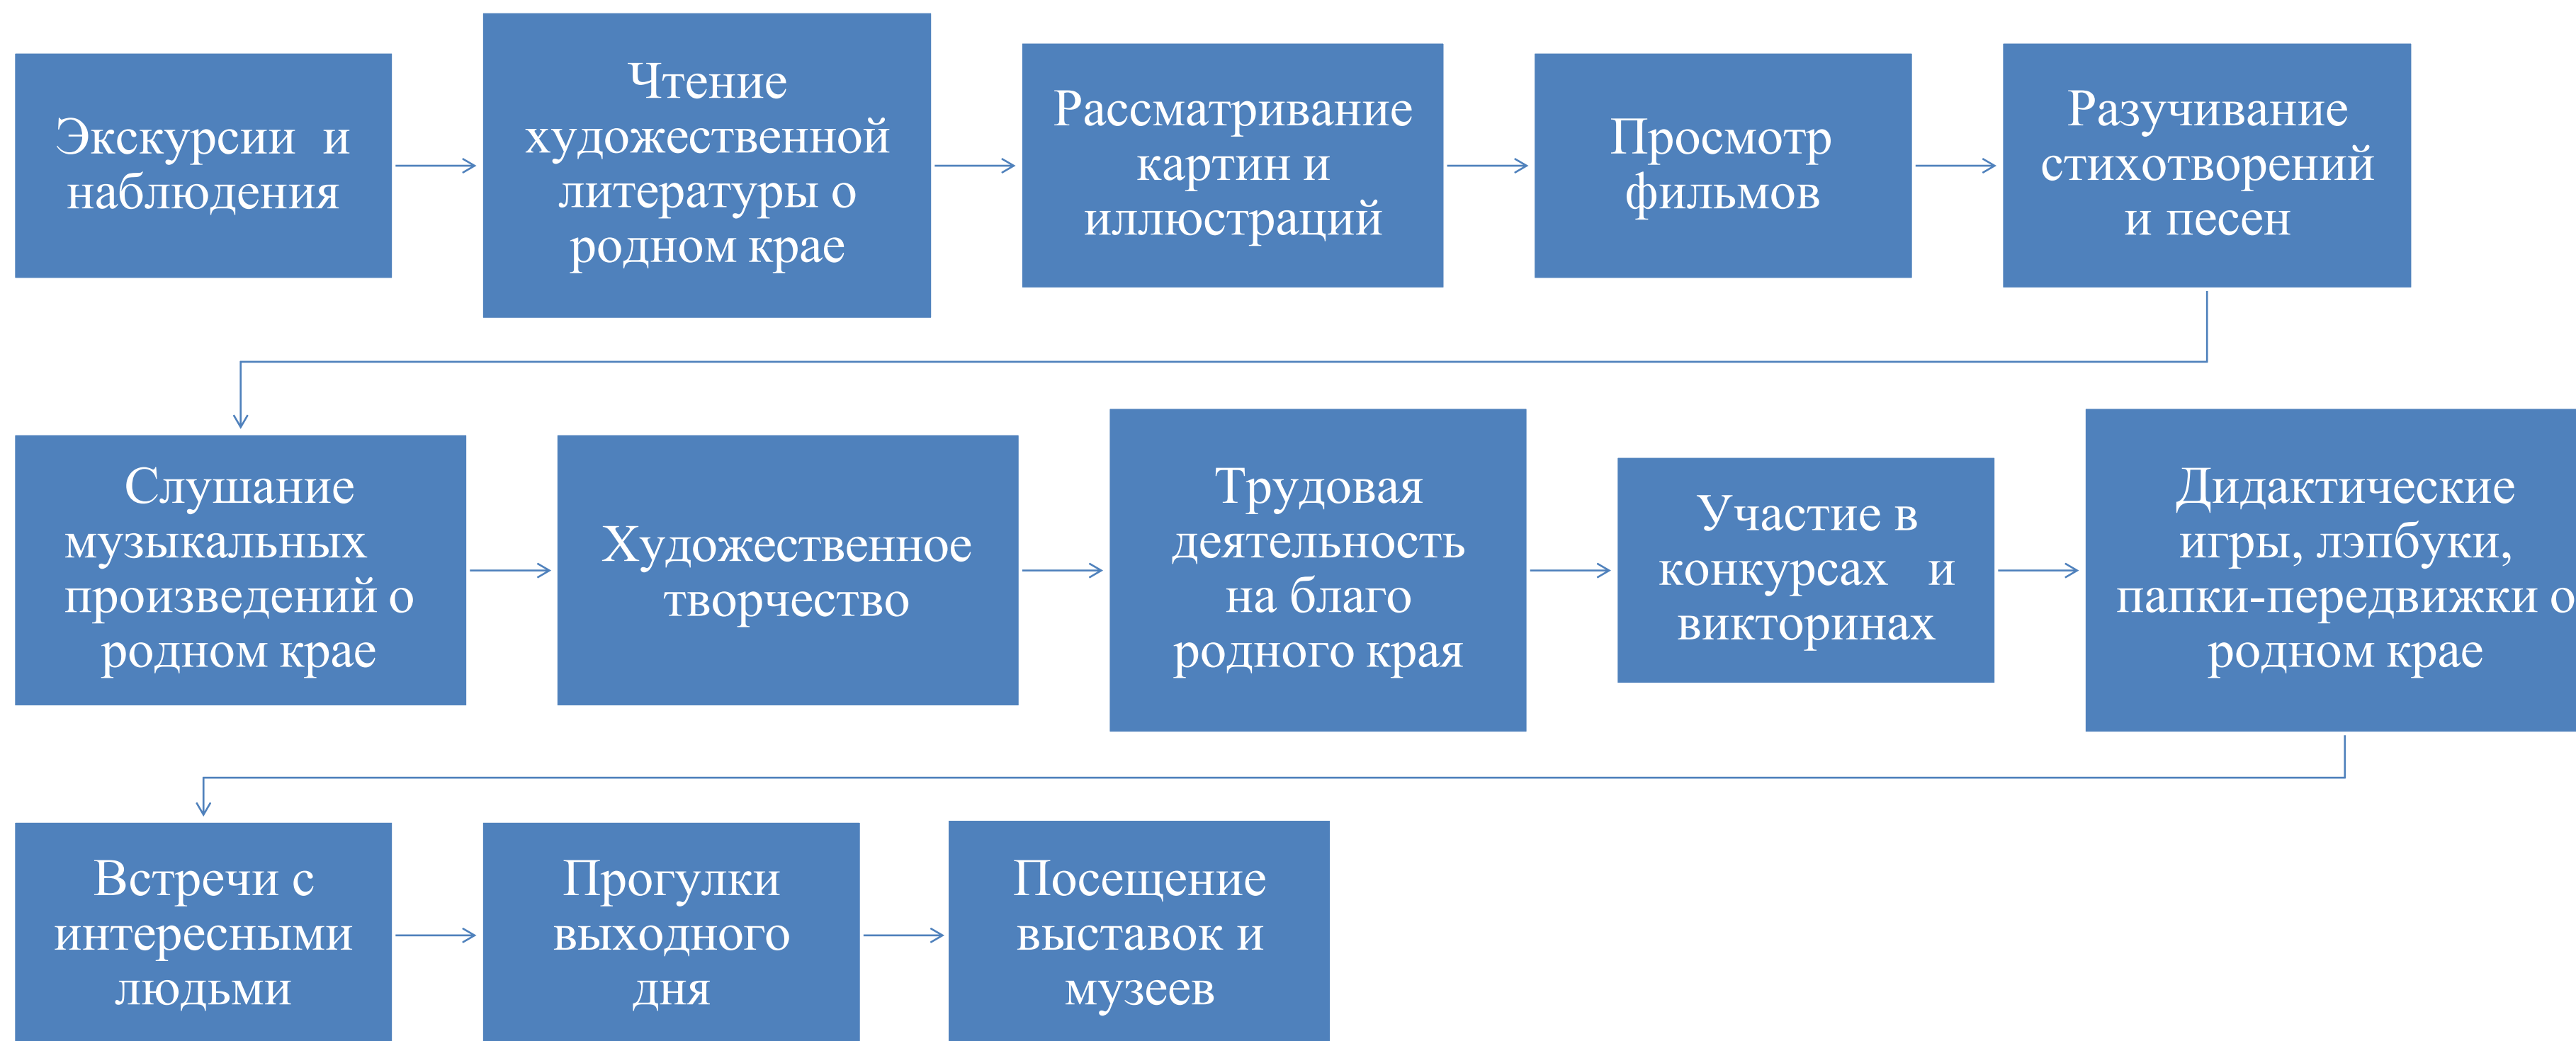 Экскурсии и
наблюдения
Чтение
художественной
литературы о
родном крае
Рассматривание
картин и
иллюстраций
Просмотр
фильмов
Разучивание
стихотворений
и песен
Слушание
музыкальных
произведений о
родном крае
Художественное
творчество
Трудовая
деятельность
на благо
родного края
Участие в
конкурсах и
викторинах
Дидактические
игры, лэпбуки,
папки-передвижки о
родном крае
Встречи с
интересными
людьми
Прогулки
выходного
дня
Посещение
выставок и
музеев